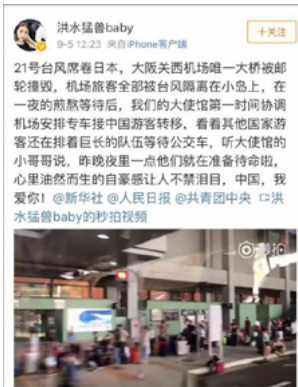 洪水猛兽baby
+关注
9-5 12:23 来自iPhone客户端
21号台风席卷日本，大阪关西机场唯一大桥被邮
轮撞毁，机场旅客全部被台风隔离在小岛上，在
一夜的煎熬等待后，我们的大使馆第一时间协调
机场安排专车接中国游客转移，看着其他国家游
客还在排着巨长的队伍等待公交车，听大使馆的
小哥哥说，昨晚夜里一点他们就在准备待命啦，
心里油然而生的自豪感让人不禁泪目，中国，我
爱你！@新华社 @人民日报 @共青团中央 洪
水猛兽baby的秒拍视频
秒拍